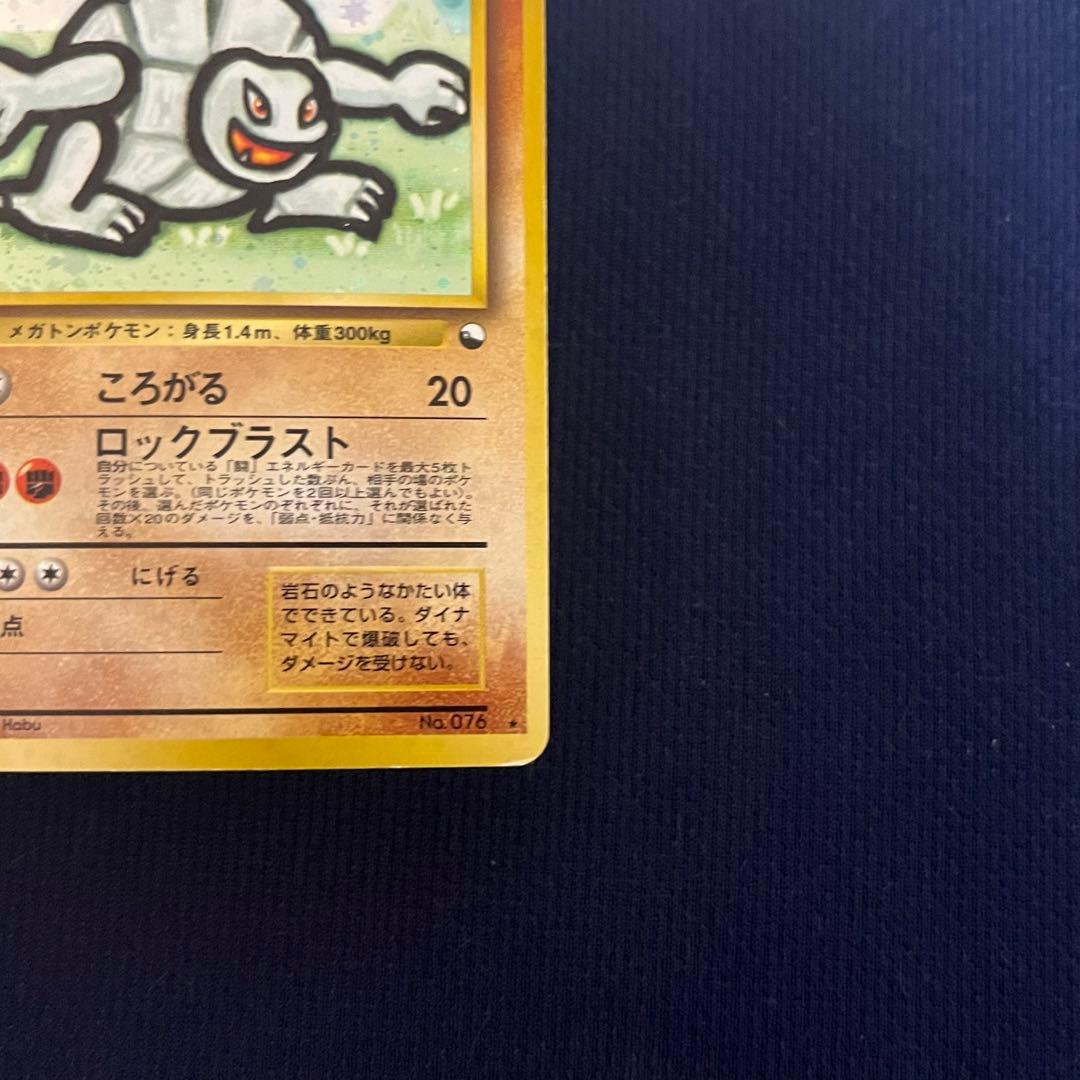 メガトンポケモン：身長1.4m、体重300kg
ころがる 20
ロックブラスト
自分についている「闘」エネルギーカードを最大5枚ト
ラッシュして、トラッシュした数ぶん、相手の場のポケ
モンを選ぶ。（同じポケモンを2回以上選んでもよい）。
その後、選んだポケモンのぞれぞれに、それが選ばれた
回数×20のダメージを、「弱点・抵抗力」に関係なく与
える。
にげる
岩石のようなかたい体
でできている。ダイナ
マイトで爆破しても、
ダメージを受けない。
点
Habu
No.076